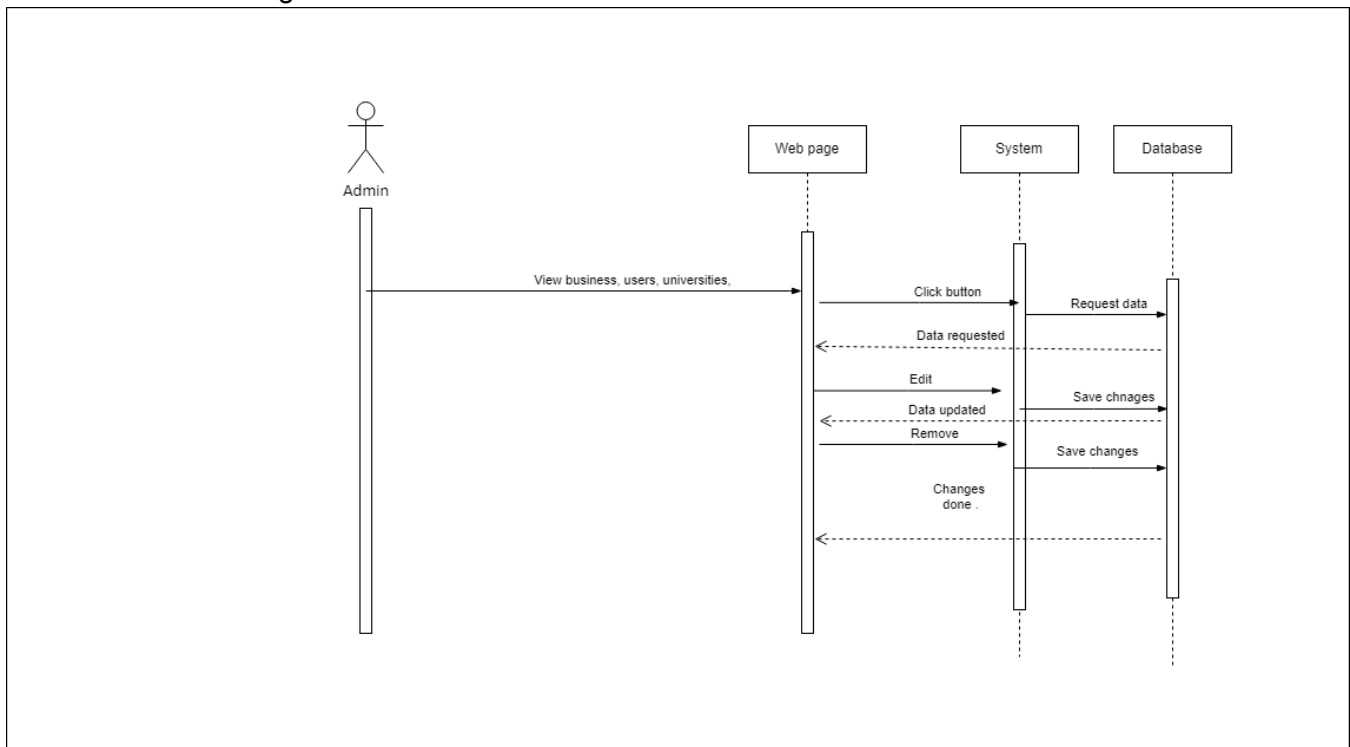 Admin
Web page
System
Database
View business, users, universities,
Click button
Request data
Data requested
Edit
Save chnages
Data updated
Remove
Save changes
Changes
done .